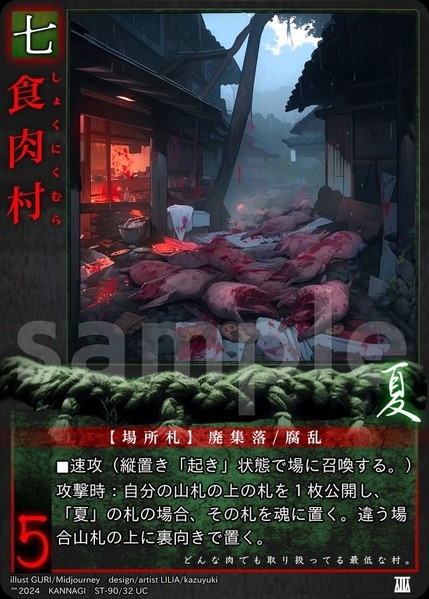 七
食肉村
しょくにくむら
sample
夏
【場所札】廃集落/腐乱
■速攻（縦置き「起き」状態で場に召喚する。）
攻撃時：自分の山札の上の札を１枚公開し、
「夏」の札の場合、その札を魂に置く。違う場
合山札の上に裏向きで置く。
5
どんな肉でも取り扱ってる最低な村。
illust GURI/Midjourney design/artist LILIA/kazuyuki
™2024 KANNAGI ST-90/32 UC